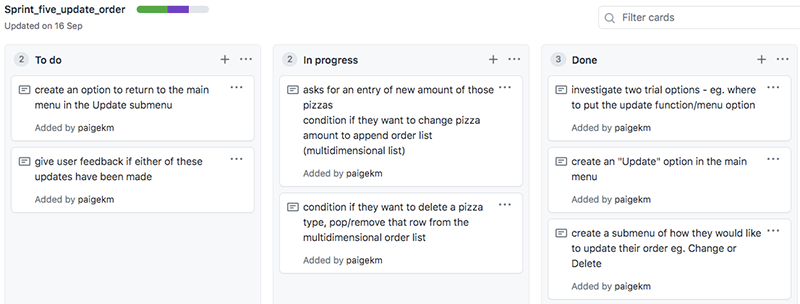 Sprint_five_update_order
Updated on 16 Sep
Filter cards
2 To do
create an option to return to the main
menu in the Update submenu
Added by paigekm
give user feedback if either of these
updates have been made
Added by paigekm
2 In progress
asks for an entry of new amount of those
pizzas
condition if they want to change pizza
amount to append order list
(multidimensional list)
Added by paigekm
condition if they want to delete a pizza
type, pop/remove that row from the
multidimensional order list
Added by paigekm
3 Done
investigate two trial options - eg. where
to put the update function/menu option
Added by paigekm
create an "Update" option in the main
menu
Added by paigekm
create a submenu of how they would like
to update their order eg. Change or
Delete
Added by paigekm